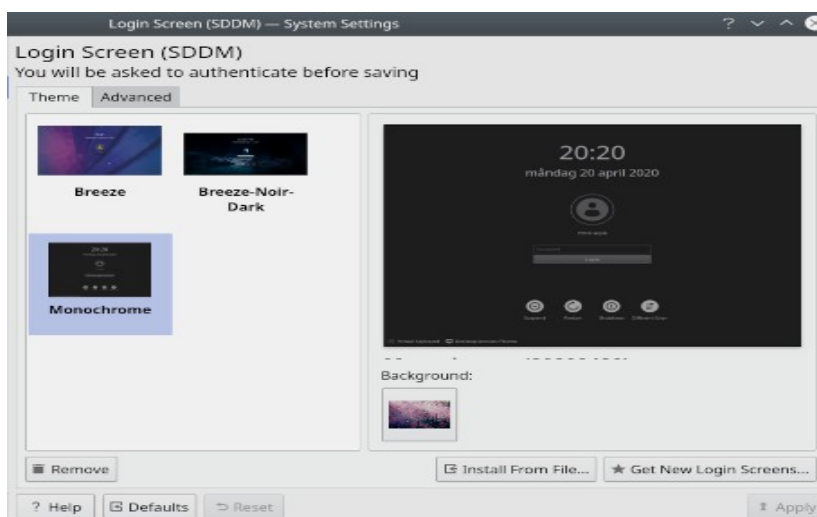 Login Screen (SDDM) — System Settings
Login Screen (SDDM)
You will be asked to authenticate before saving
Theme
Advanced
Breeze
Breeze-Noir-Dark
Monochrome
20:20
måndag 20 april 2020
Background:
Remove
Install From File...
Get New Login Screens...
? Help
Defaults
Reset
Apply